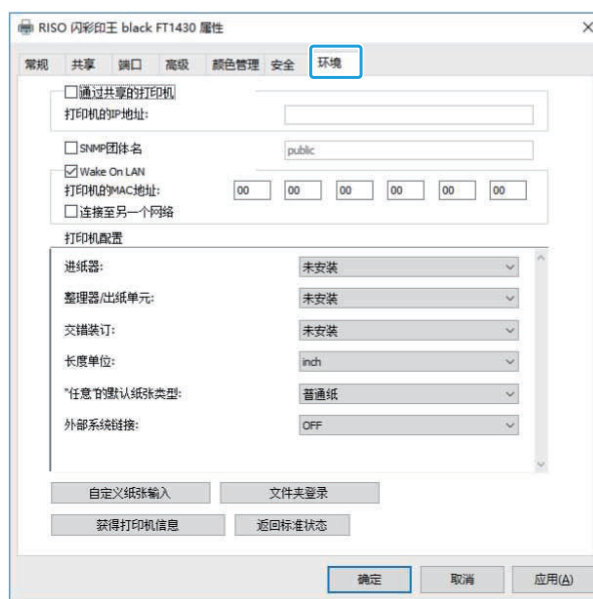 RISO 闪彩印王 black FT1430 属性
常规 共享 端口 高级 颜色管理 安全 环境
通过共享的打印机
打印机的IP地址:
SNMP团体名 public
Wake On LAN
打印机的MAC地址: 00 00 00 00 00 00
连接至另一个网络
打印机配置
进纸器: 未安装
整理器/出纸单元: 未安装
交错装订: 未安装
长度单位: inch
"任意"的默认纸张类型: 普通纸
外部系统链接: OFF
自定义纸张输入 文件夹登录
获得打印机信息 返回标准状态
确定 取消 应用(A)